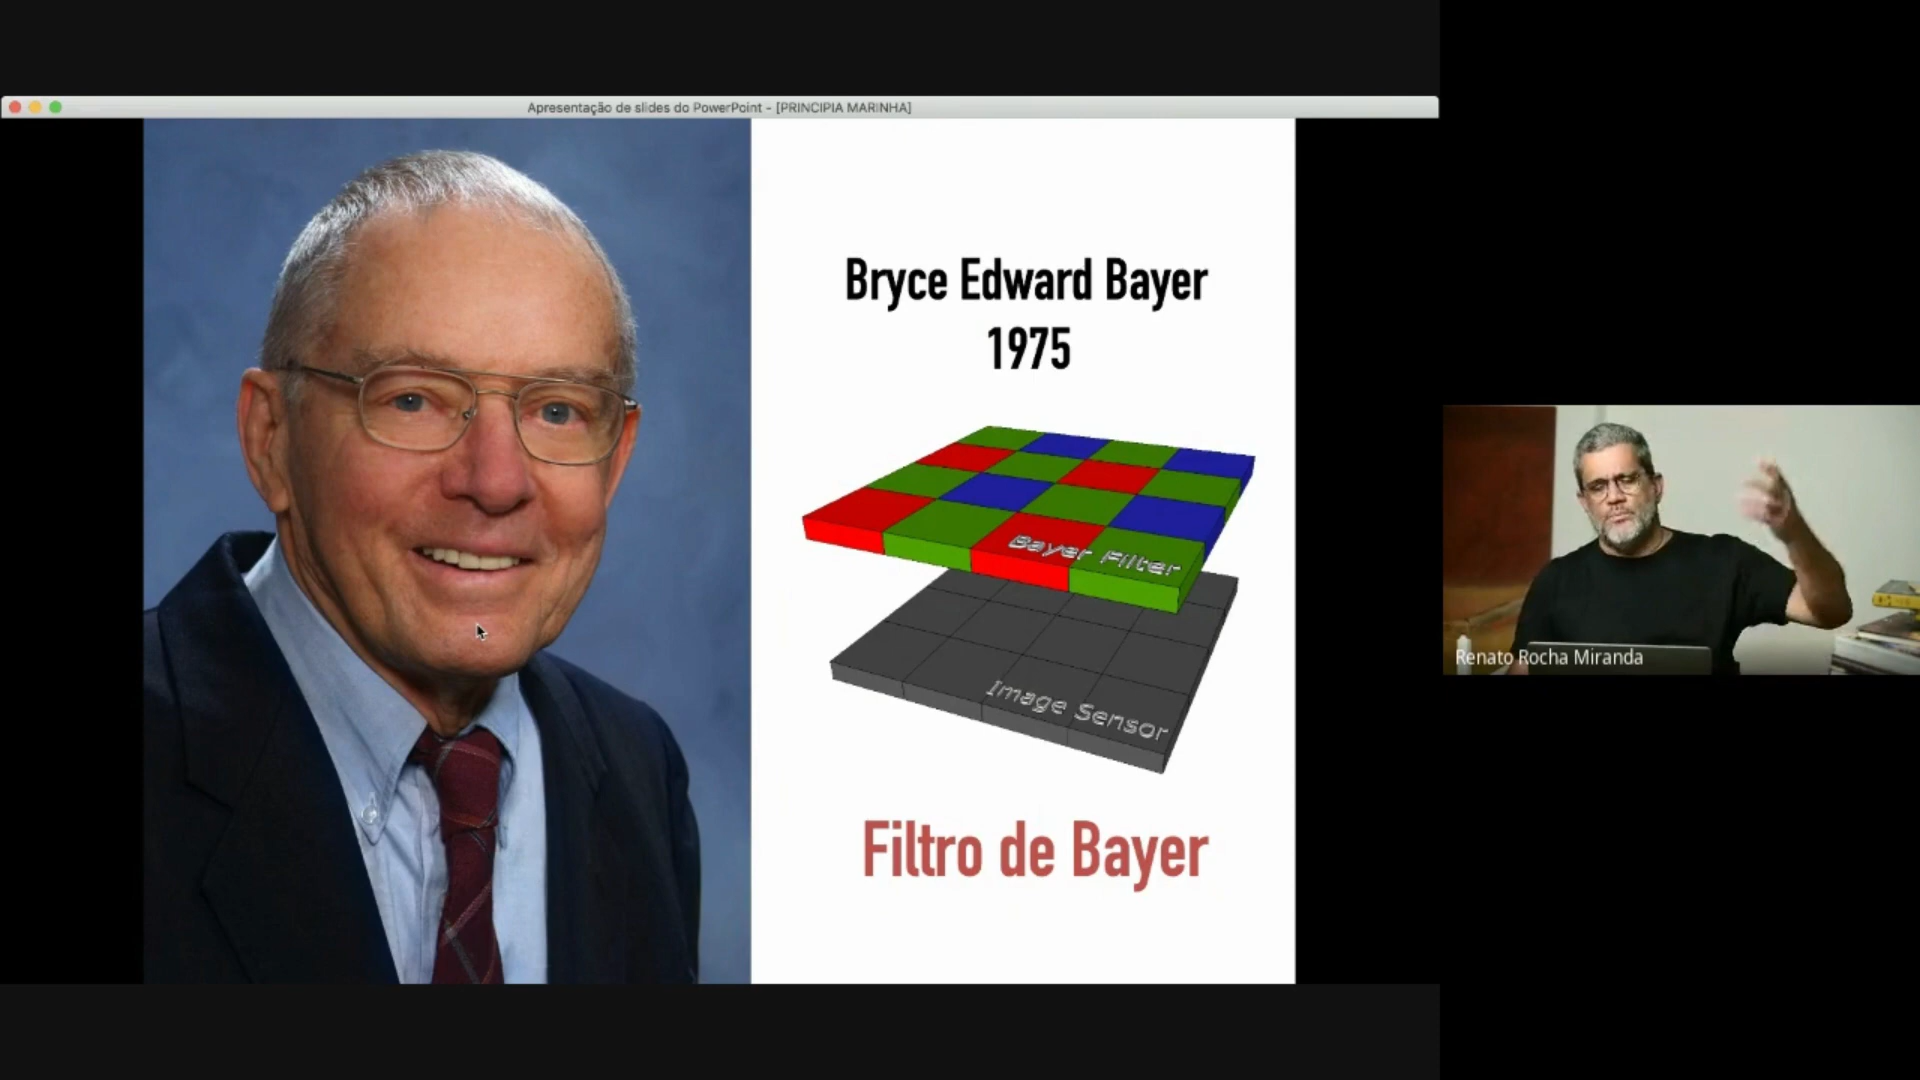 Apresentação de slides do PowerPoint - [PRINCIPIA MARINHA]
Bryce Edward Bayer
1975
Bayer Filter
Image Sensor
Filtro de Bayer
Renato Rocha Miranda